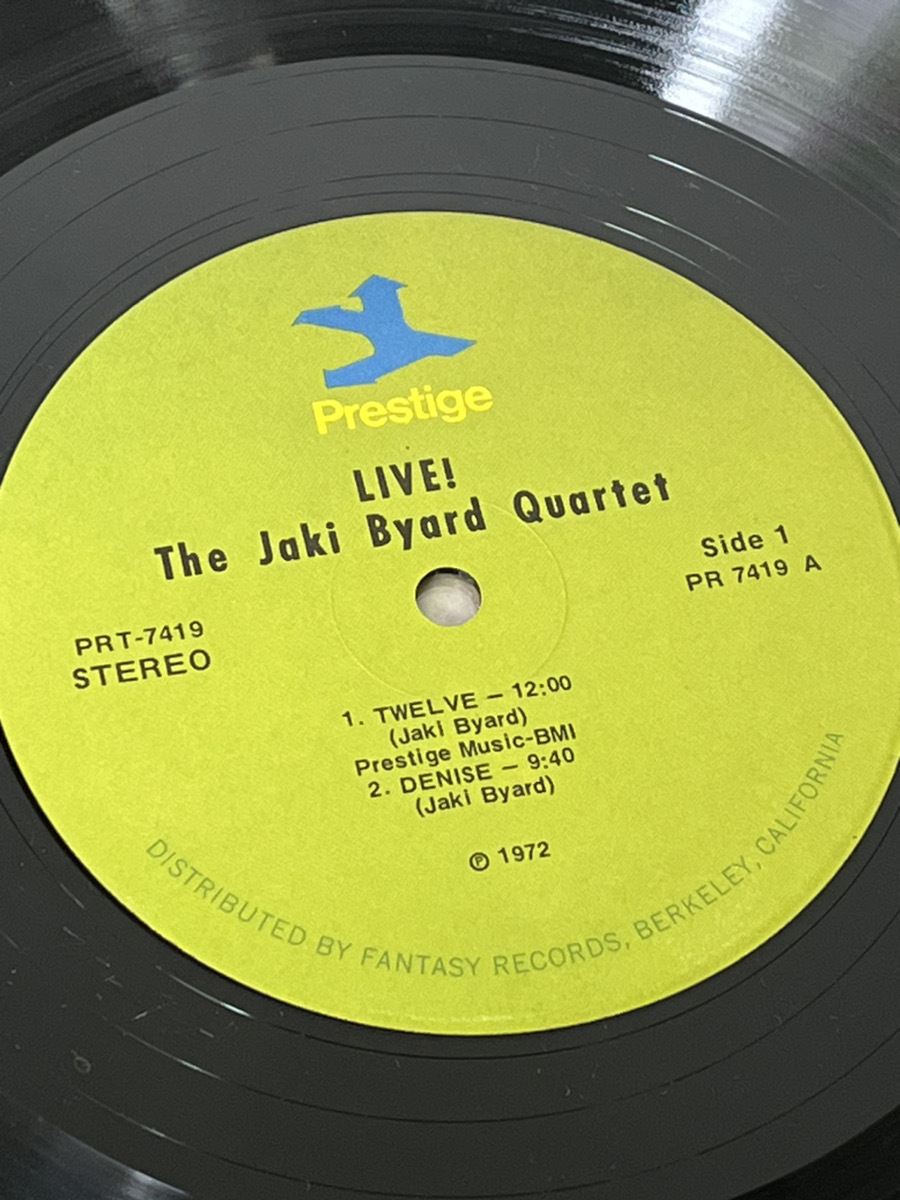 Prestige
LIVE!
The Jaki Byard Quartet
Side 1
PR 7419 A
PRT-7419
STEREO
1. TWELVE – 12:00
(Jaki Byard)
Prestige Music-BMI
2. DENISE – 9:40
(Jaki Byard)
℗ 1972
DISTRIBUTED BY FANTASY RECORDS, BERKELEY, CALIFORNIA